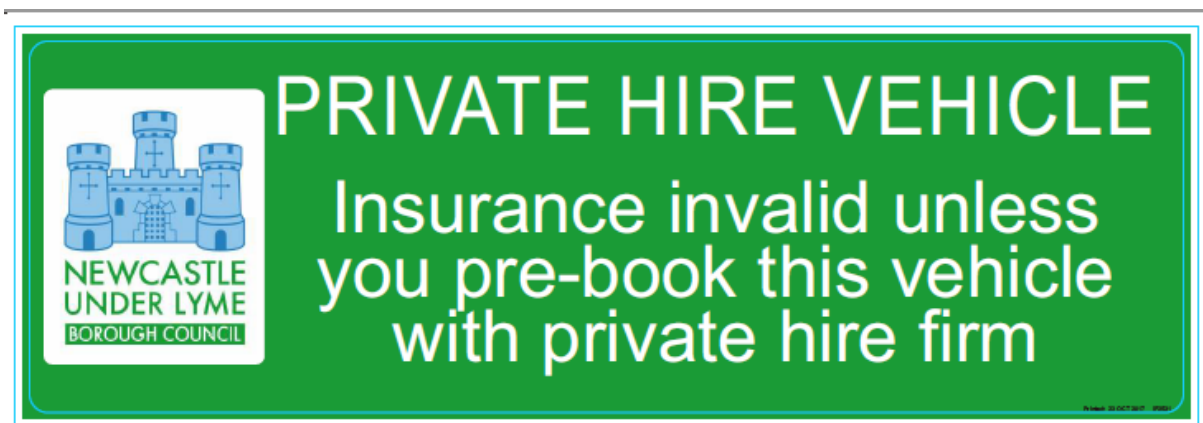 PRIVATE HIRE VEHICLE
Insurance invalid unless
you pre-book this vehicle
with private hire firm
NEWCASTLE
UNDER LYME
BOROUGH COUNCIL